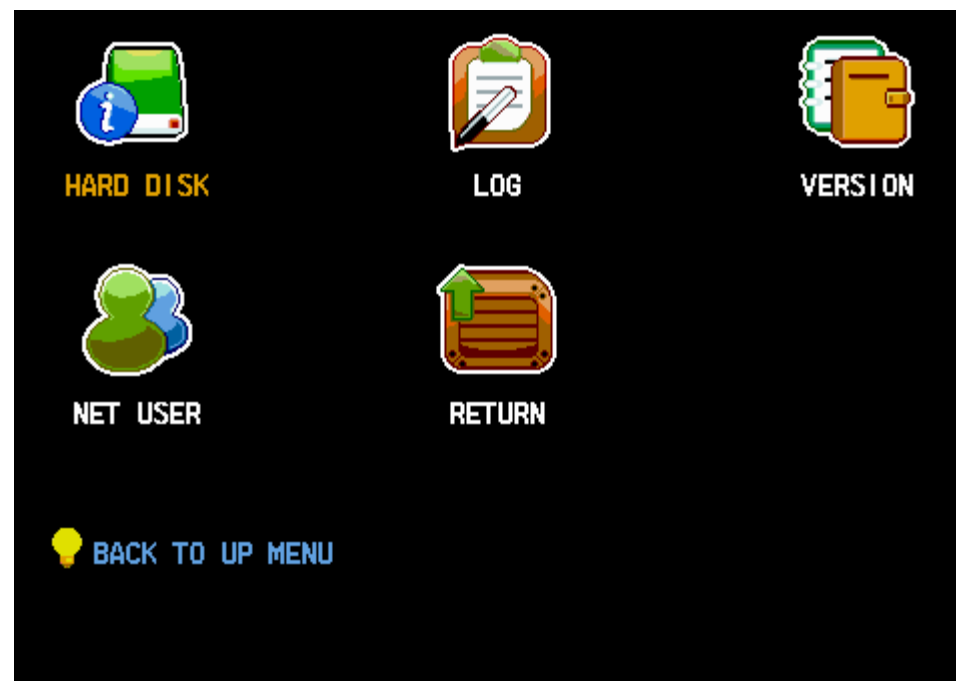 HARD DISK
LOG
VERSION
NET USER
RETURN
BACK TO UP MENU